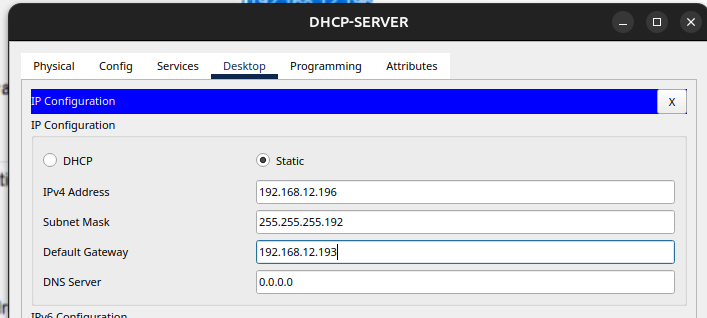 DHCP-SERVER
Physical Config Services Desktop Programming Attributes
IP Configuration X
IP Configuration
DHCP Static
IPv4 Address 192.168.12.196
Subnet Mask 255.255.255.192
Default Gateway 192.168.12.193
DNS Server 0.0.0.0
IPv6 Configuration